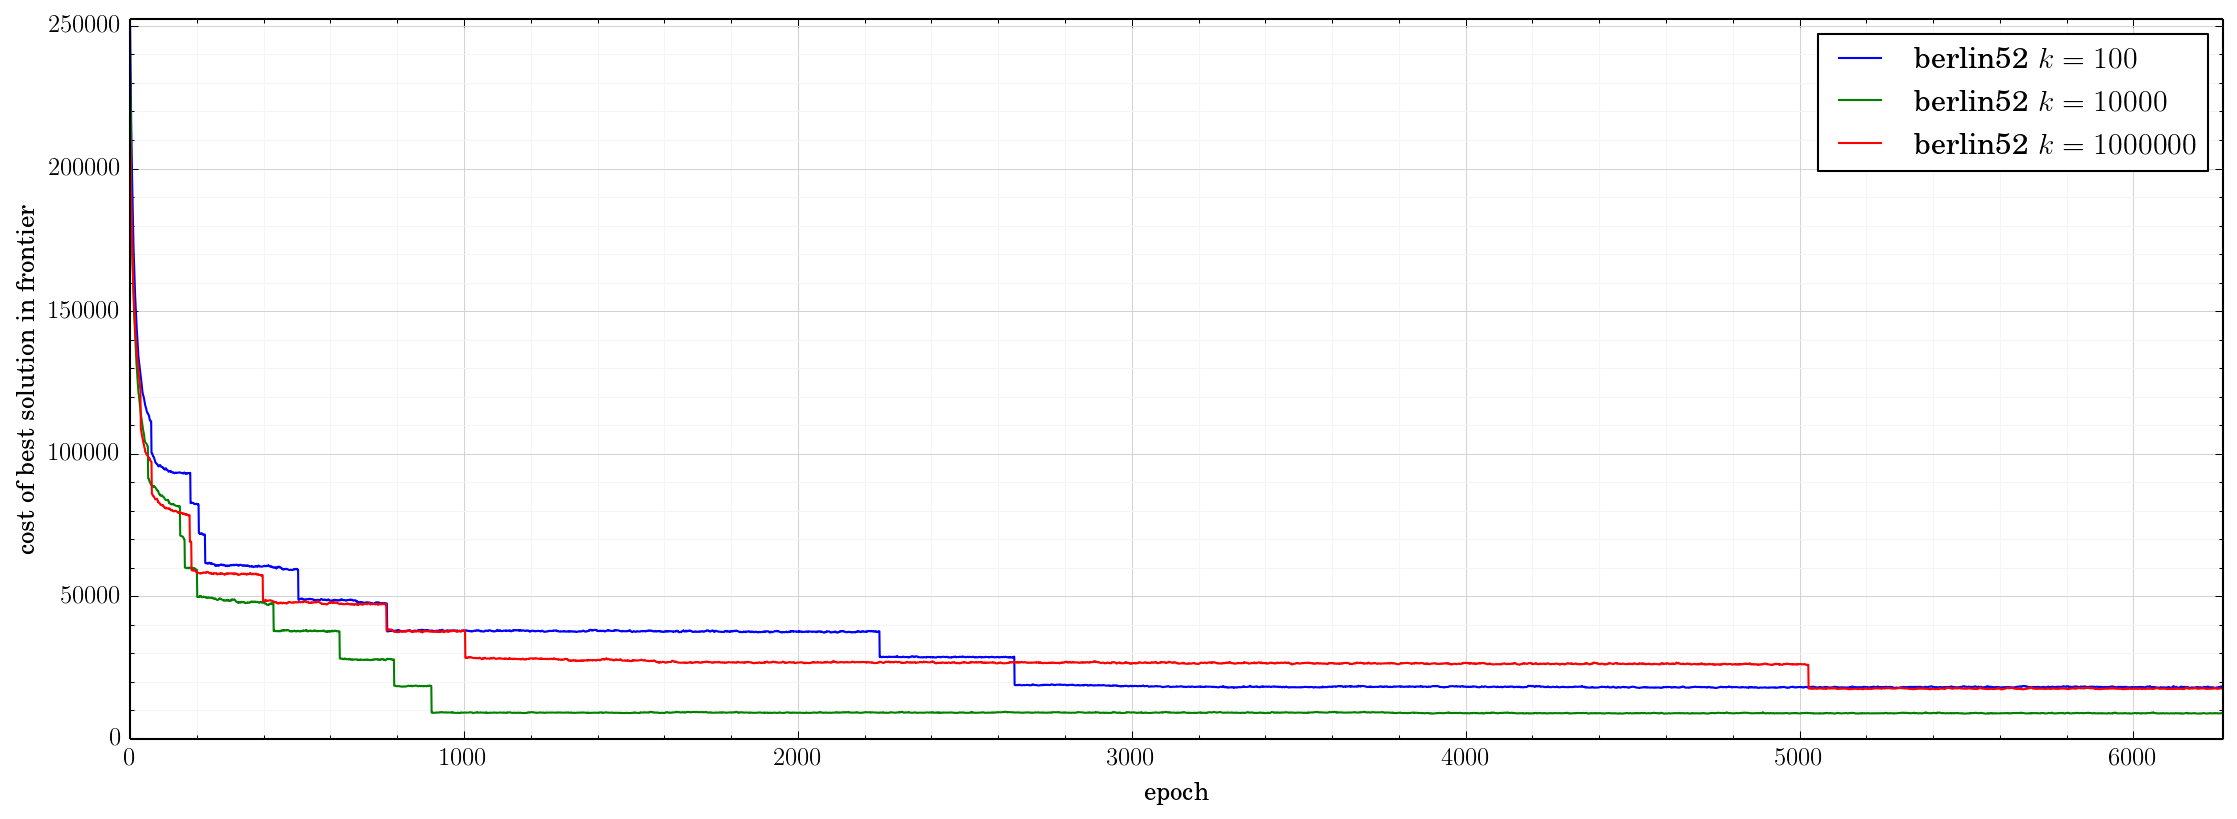 250000
200000
150000
100000
50000
0
cost of best solution in frontier
berlin52 k = 100
berlin52 k = 10000
berlin52 k = 1000000
0 1000 2000 3000 4000 5000 6000
epoch